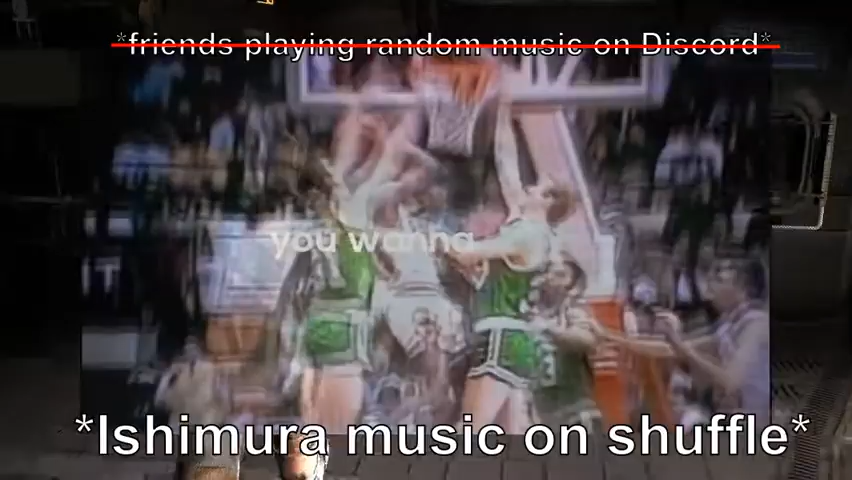 *friends playing random music on Discord*
you wanna
*Ishimura music on shuffle*